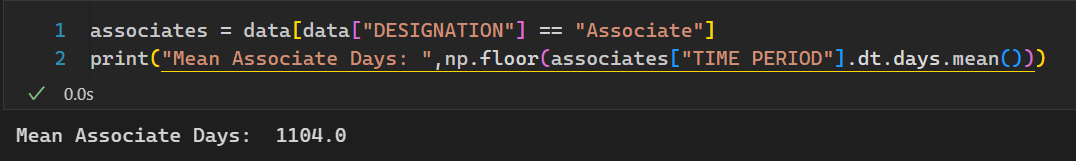 1 associates = data[data["DESIGNATION"] == "Associate"]
2 print("Mean Associate Days: ",np.floor(associates["TIME PERIOD"].dt.days.mean()))
0.0s
Mean Associate Days:  1104.0